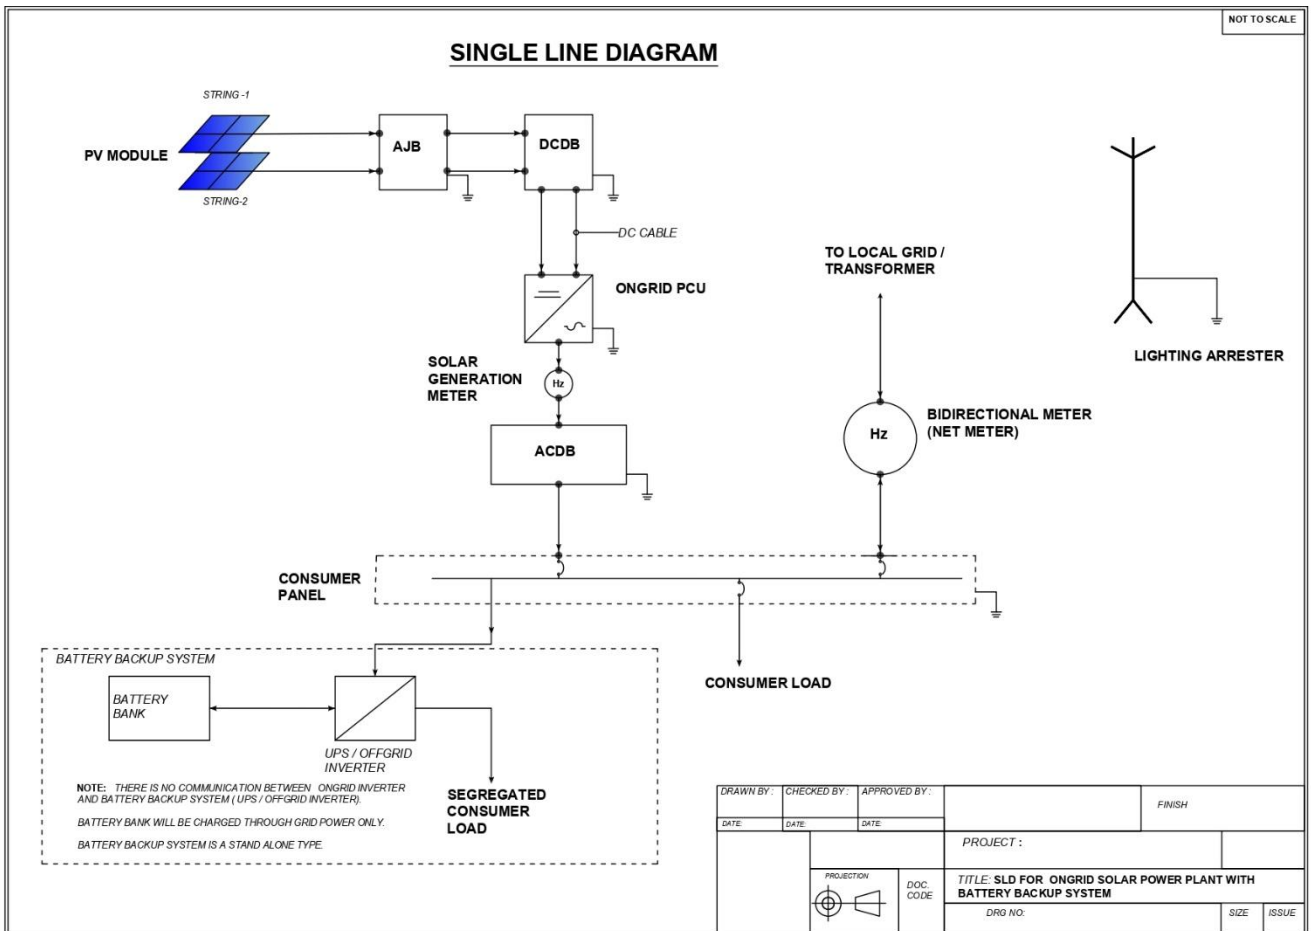 NOT TO SCALE
SINGLE LINE DIAGRAM
STRING -1
PV MODULE
STRING-2
AJB
DCDB
DC CABLE
ONGRID PCU
SOLAR
GENERATION
METER
Hz
ACDB
TO LOCAL GRID /
TRANSFORMER
Hz
BIDIRECTIONAL METER
(NET METER)
LIGHTING ARRESTER
CONSUMER
PANEL
CONSUMER LOAD
BATTERY BACKUP SYSTEM
BATTERY
BANK
UPS / OFFGRID
INVERTER
SEGREGATED
CONSUMER
LOAD
NOTE: THERE IS NO COMMUNICATION BETWEEN ONGRID INVERTER
AND BATTERY BACKUP SYSTEM ( UPS / OFFGRID INVERTER).
BATTERY BANK WILL BE CHARGED THROUGH GRID POWER ONLY.
BATTERY BACKUP SYSTEM IS A STAND ALONE TYPE.
DRAWN BY : CHECKED BY : APPROVED BY :
FINISH
DATE: DATE: DATE:
PROJECT :
PROJECTION
DOC.
CODE
TITLE: SLD FOR ONGRID SOLAR POWER PLANT WITH
BATTERY BACKUP SYSTEM
DRG NO:
SIZE ISSUE